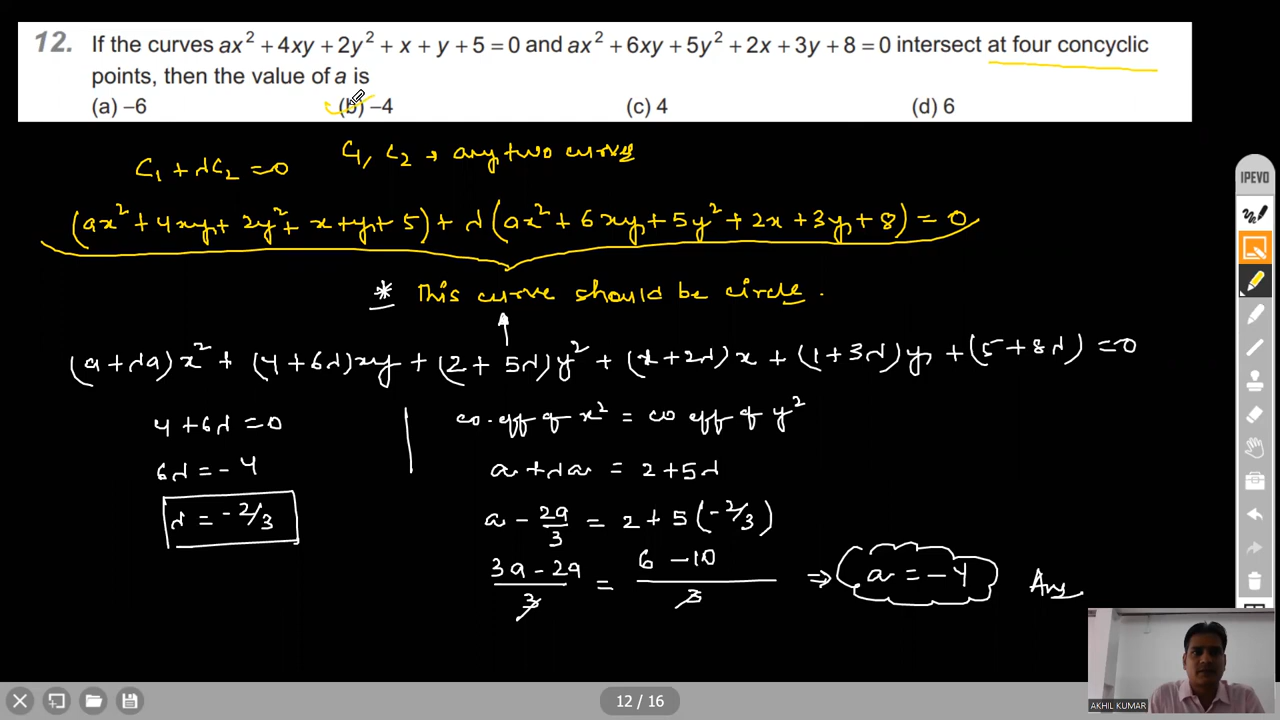 12. If the curves ax² + 4xy + 2y² + x + y + 5 = 0 and ax² + 6xy + 5y² + 2x + 3y + 8 = 0 intersect at four concyclic
points, then the value of a is
(a) –6 (b) –4 (c) 4 (d) 6
C₁ + λC₂ = 0 C₁, C₂ → any two curves
(ax² + 4xy + 2y² + x + y + 5) + λ (ax² + 6xy + 5y² + 2x + 3y + 8) = 0
* This curve should be circle.
(a + λa) x² + (4 + 6λ) xy + (2 + 5λ) y² + (1 + 2λ) x + (1 + 3λ) y + (5 + 8λ) = 0
4 + 6λ = 0 co.eff of x² = co eff of y²
6λ = -4 a + λa = 2 + 5λ
λ = -2/3 a - 2a/3 = 2 + 5 (-2/3)
3a - 2a/3 = 6 - 10/3 ⇒ a = -4 Ans
IPEVO
12 / 16
AKHIL KUMAR